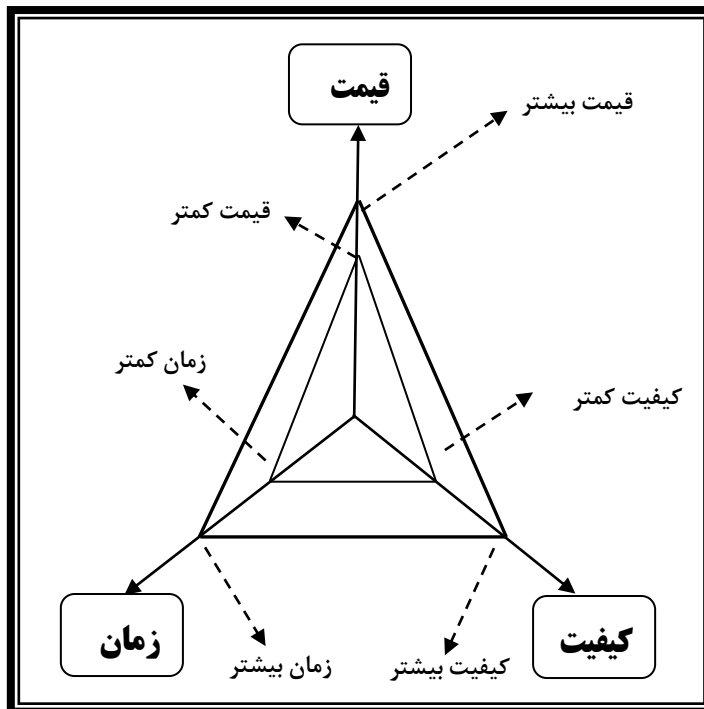 قیمت
قیمت بیشتر
قیمت کمتر
زمان کمتر
کیفیت کمتر
کیفیت
زمان
کیفیت بیشتر
زمان بیشتر